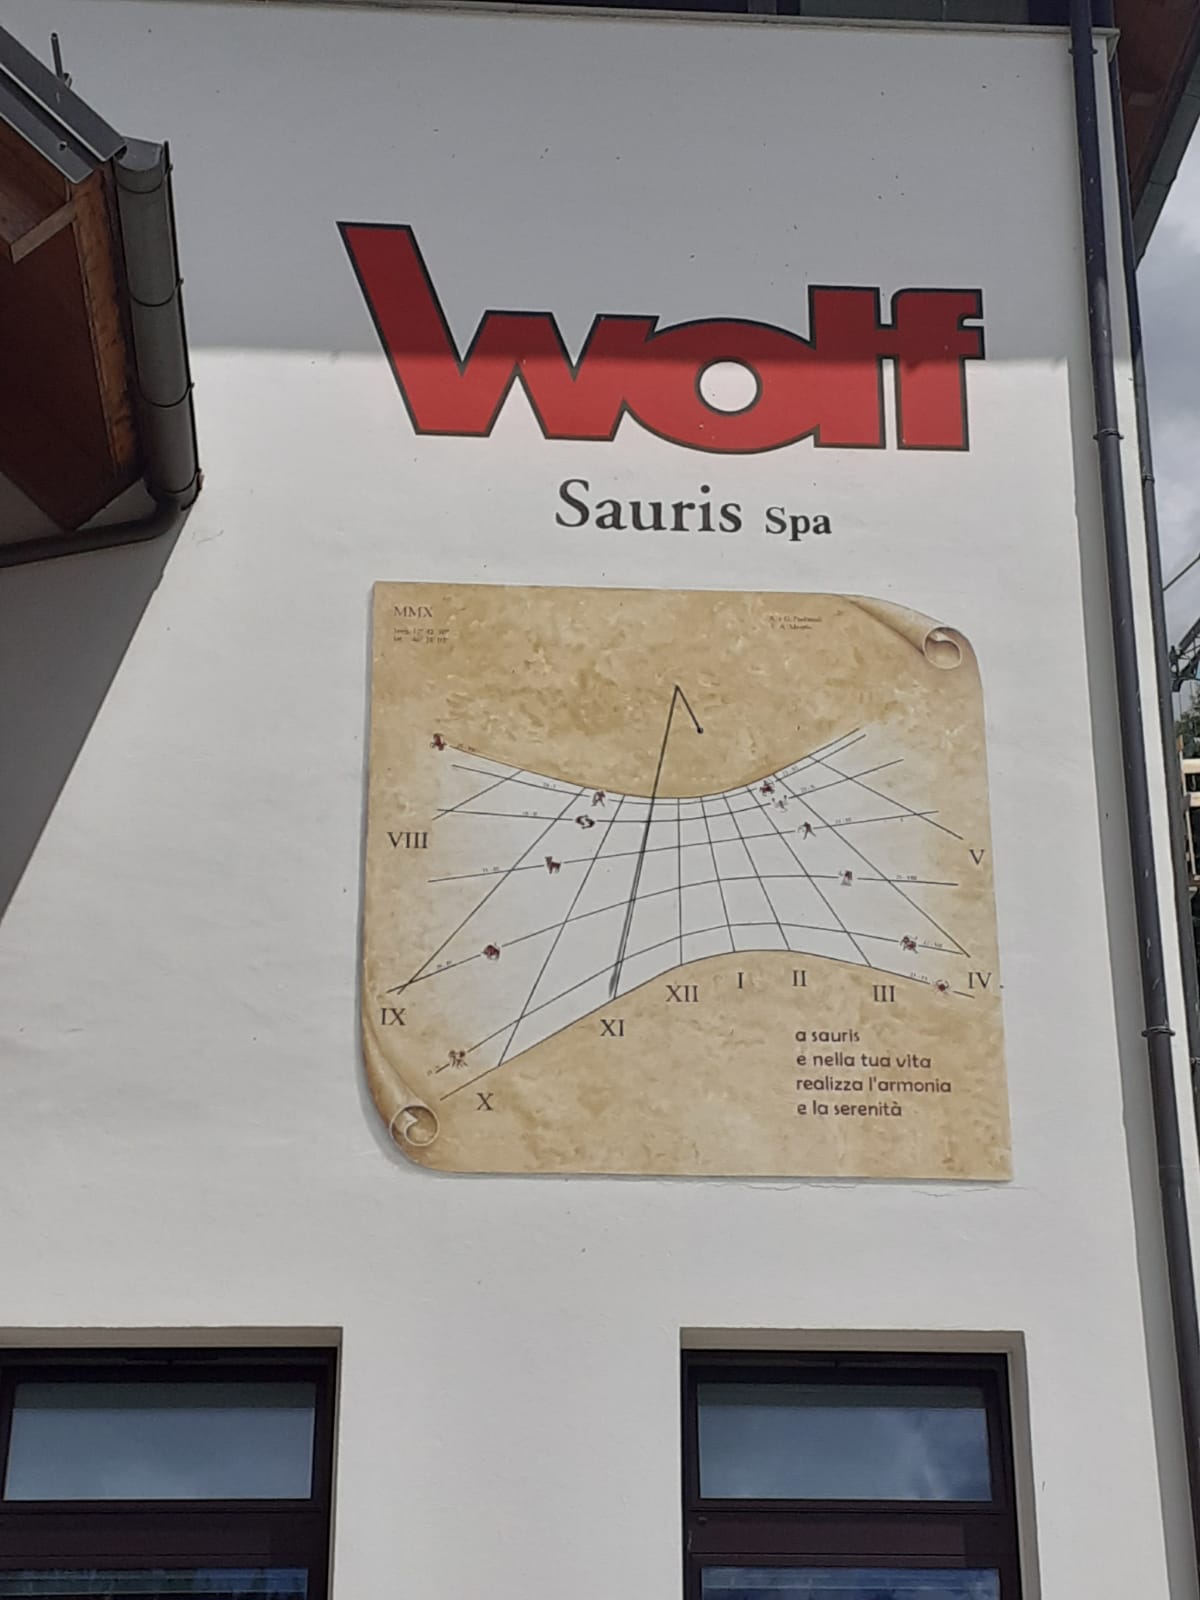 Wolf
Sauris Spa
MMX
VIII
V
IX
IV
XII
I
II
III
XI
X
a sauris
e nella tua vita
realizza l'armonia
e la serenità